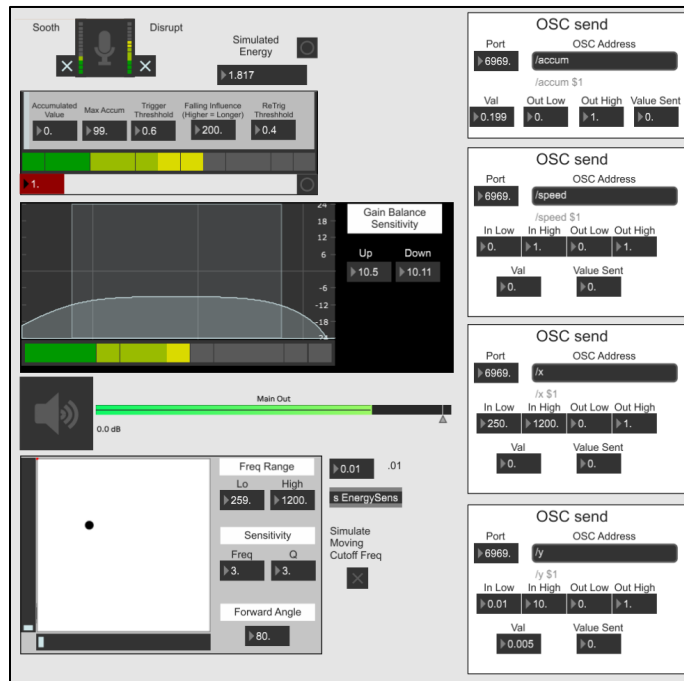 Sooth
Disrupt
Simulated
Energy
1.817
Accumulated
Value
Max Accum
Trigger
Threshhold
Falling Influence
(Higher = Longer)
ReTrig
Threshhold
0.
99.
0.6
200.
0.4
1.
24
18
12
6
-6
-12
-18
24
Gain Balance
Sensitivity
Up
Down
10.5
10.11
Main Out
0.0 dB
Freq Range
Lo
High
259.
1200.
Sensitivity
Freq
Q
3.
3.
Forward Angle
80.
0.01
.01
s EnergySens
Simulate
Moving
Cutoff Freq
OSC send
Port
OSC Address
6969.
/accum
/accum $1
Val
Out Low
Out High
Value Sent
0.199
0.
1.
0.
OSC send
Port
OSC Address
6969.
/speed
/speed $1
In Low
In High
Out Low
Out High
0.
1.
0.
1.
Val
Value Sent
0.
0.
OSC send
Port
OSC Address
6969.
/x
/x $1
In Low
In High
Out Low
Out High
250.
1200.
0.
1.
Val
Value Sent
0.
0.
OSC send
Port
OSC Address
6969.
/y
/y $1
In Low
In High
Out Low
Out High
0.01
10.
0.
1.
Val
Value Sent
0.005
0.